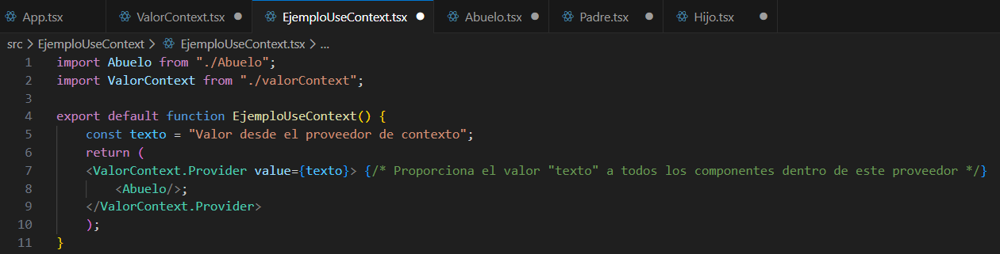 App.tsx ValorContext.tsx EjemploUseContext.tsx Abuelo.tsx Padre.tsx Hijo.tsx
src > EjemploUseContext > EjemploUseContext.tsx > ...
1 import Abuelo from "./Abuelo";
2 import ValorContext from "./valorContext";
3
4 export default function EjemploUseContext() {
5     const texto = "Valor desde el proveedor de contexto";
6     return (
7     <ValorContext.Provider value={texto}> {/* Proporciona el valor "texto" a todos los componentes dentro de este proveedor */}
8         <Abuelo/>;
9     </ValorContext.Provider>
10     );
11 }